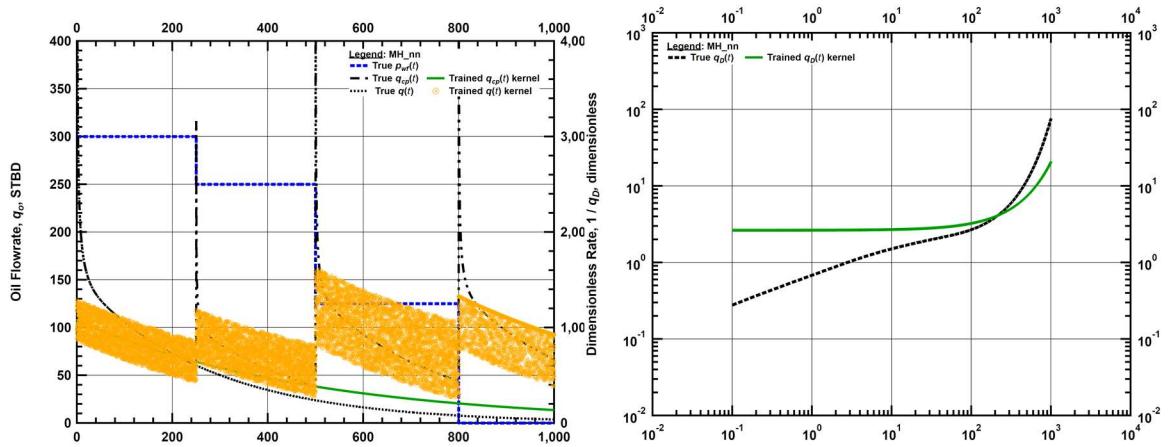 0 200 400 600 800 1,000
400 4,00
350
300 3,000
250
200 2,00
150
100 1,000
50
0 0
0 200 400 600 800 1,000
Oil Flowrate, qo, STBD
Legend: MH_nn
True pwf(t)
True qcp(t) Trained qcp(t) kernel
True q(t) Trained q(t) kernel
Dimensionless Rate, 1 / qD, dimensionless
10-2 10-1 100 101 102 103 104
103 103
102 102
101 101
100 100
10-1 10-1
10-2 10-2
10-2 10-1 100 101 102 103 104
Legend: MH_nn
True qD(t) Trained qD(t) kernel